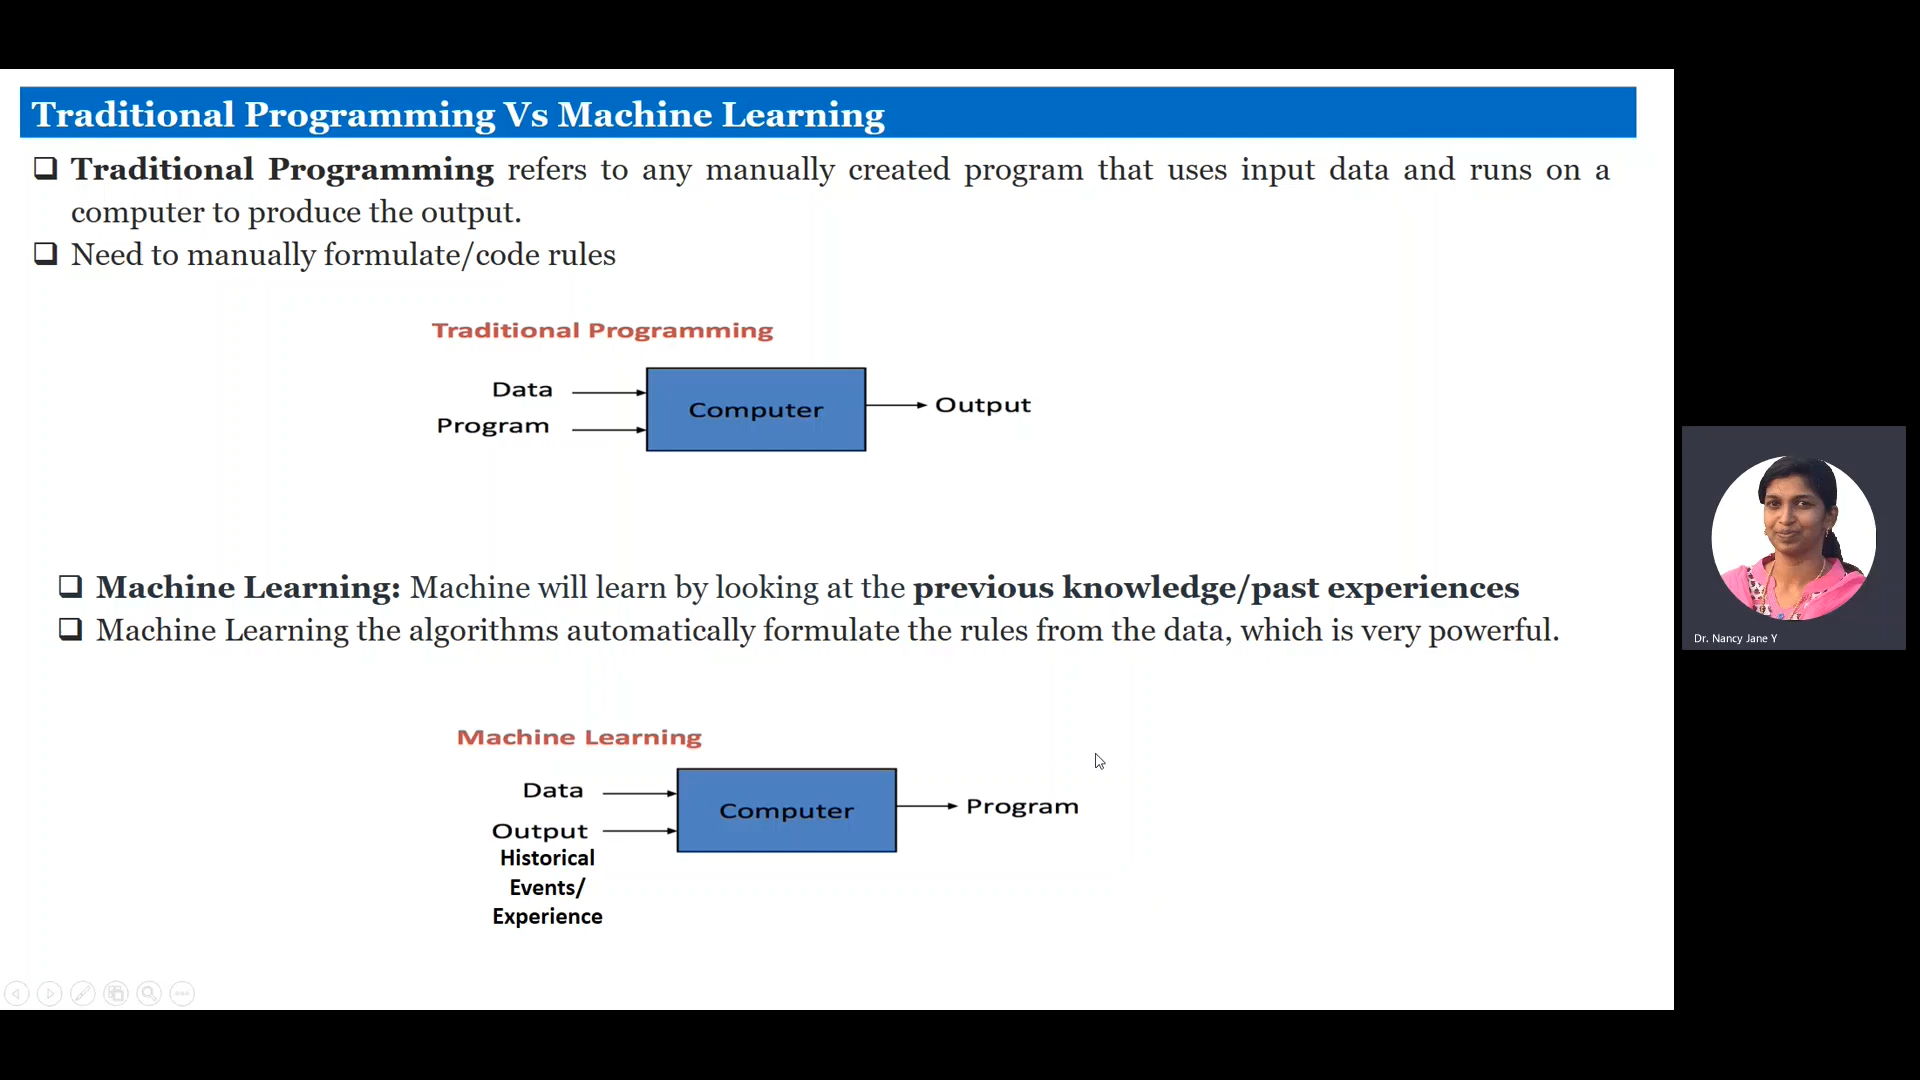 Traditional Programming Vs Machine Learning
❑ Traditional Programming refers to any manually created program that uses input data and runs on a
computer to produce the output.
❑ Need to manually formulate/code rules
Traditional Programming
Data
Program
Computer
Output
❑ Machine Learning: Machine will learn by looking at the previous knowledge/past experiences
❑ Machine Learning the algorithms automatically formulate the rules from the data, which is very powerful.
Machine Learning
Data
Output
Historical
Events/
Experience
Computer
Program
Dr. Nancy Jane Y